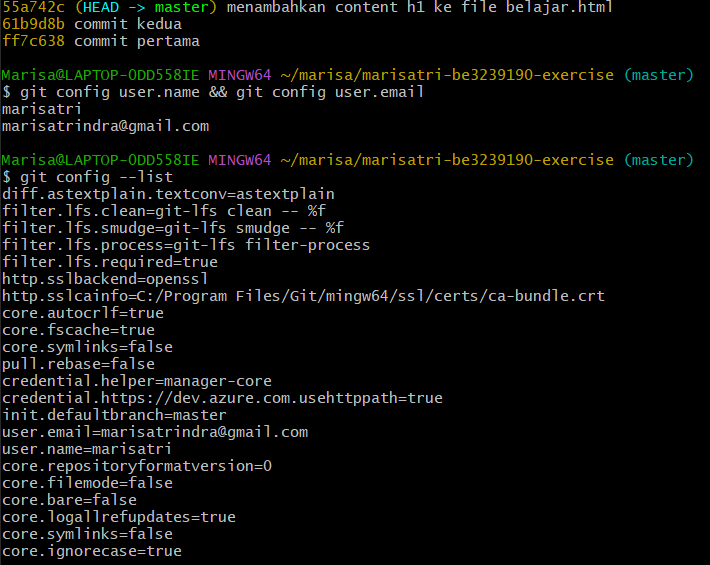 55a742c (HEAD -> master) menambahkan content h1 ke file belajar.html
61b9d8b commit kedua
ff7c638 commit pertama
Marisa@LAPTOP-ODD558IE MINGW64 ~/marisa/marisatri-be3239190-exercise (master)
$ git config user.name && git config user.email
marisatri
marisatrindra@gmail.com
Marisa@LAPTOP-ODD558IE MINGW64 ~/marisa/marisatri-be3239190-exercise (master)
$ git config --list
diff.astextplain.textconv=astextplain
filter.lfs.clean=git-lfs clean -- %f
filter.lfs.smudge=git-lfs smudge -- %f
filter.lfs.process=git-lfs filter-process
filter.lfs.required=true
http.sslbackend=openssl
http.sslcainfo=C:/Program Files/Git/mingw64/ssl/certs/ca-bundle.crt
core.autocrlf=true
core.fscache=true
core.symlinks=false
pull.rebase=false
credential.helper=manager-core
credential.https://dev.azure.com.usehttppath=true
init.defaultbranch=master
user.email=marisatrindra@gmail.com
user.name=marisatri
core.repositoryformatversion=0
core.filemode=false
core.bare=false
core.logallrefupdates=true
core.symlinks=false
core.ignorecase=true